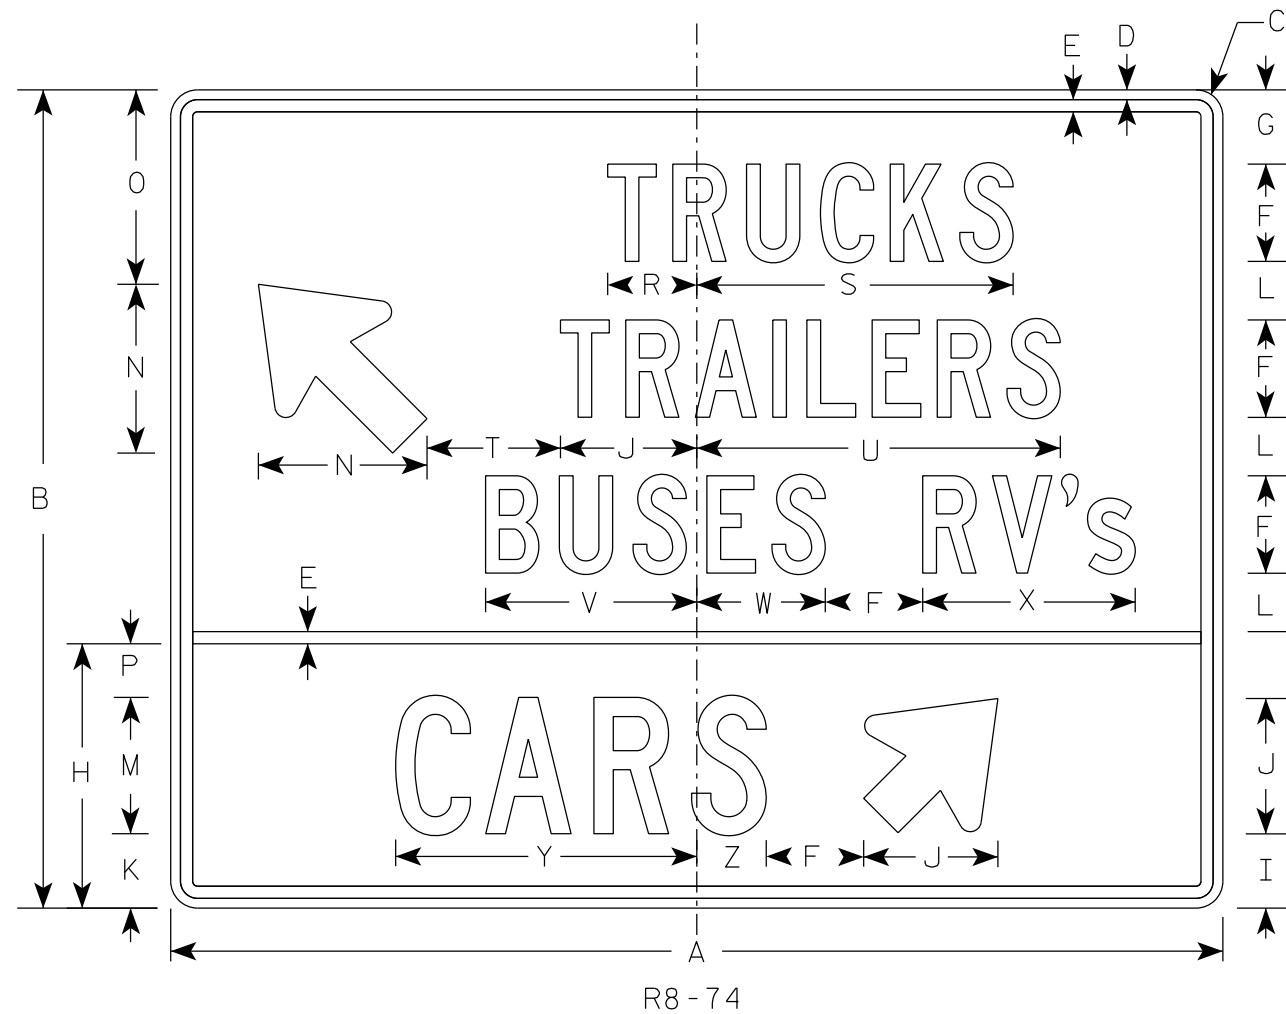 C
E D
G
O
TRUCKS
F
R S
L
N
TRAILERS
F
N T J U
L
B
BUSES RV's
F
E
V W F X
L
P
H M
CARS
J
K
Y Z F J
I
A
R8-74